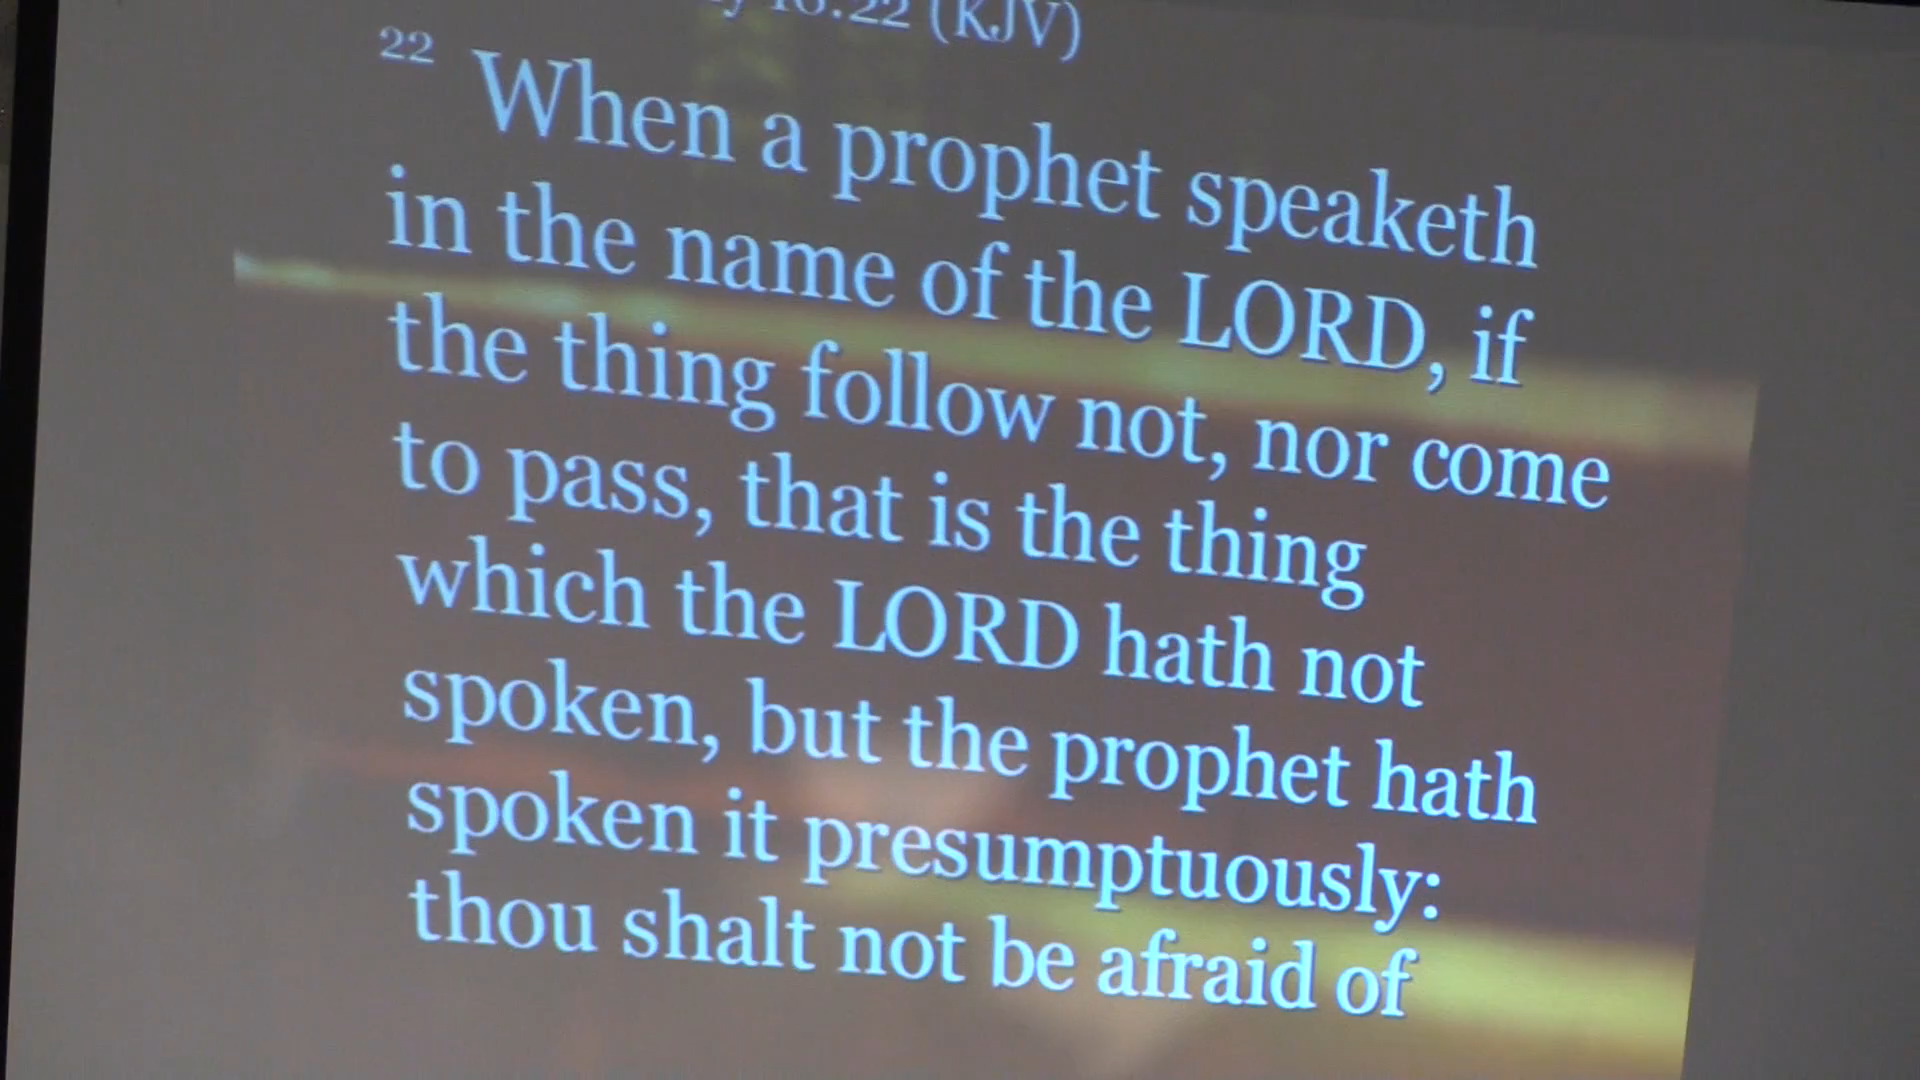 :22 (KJV)
22 When a prophet speaketh
in the name of the LORD, if
the thing follow not, nor come
to pass, that is the thing
which the LORD hath not
spoken, but the prophet hath
spoken it presumptuously:
thou shalt not be afraid of